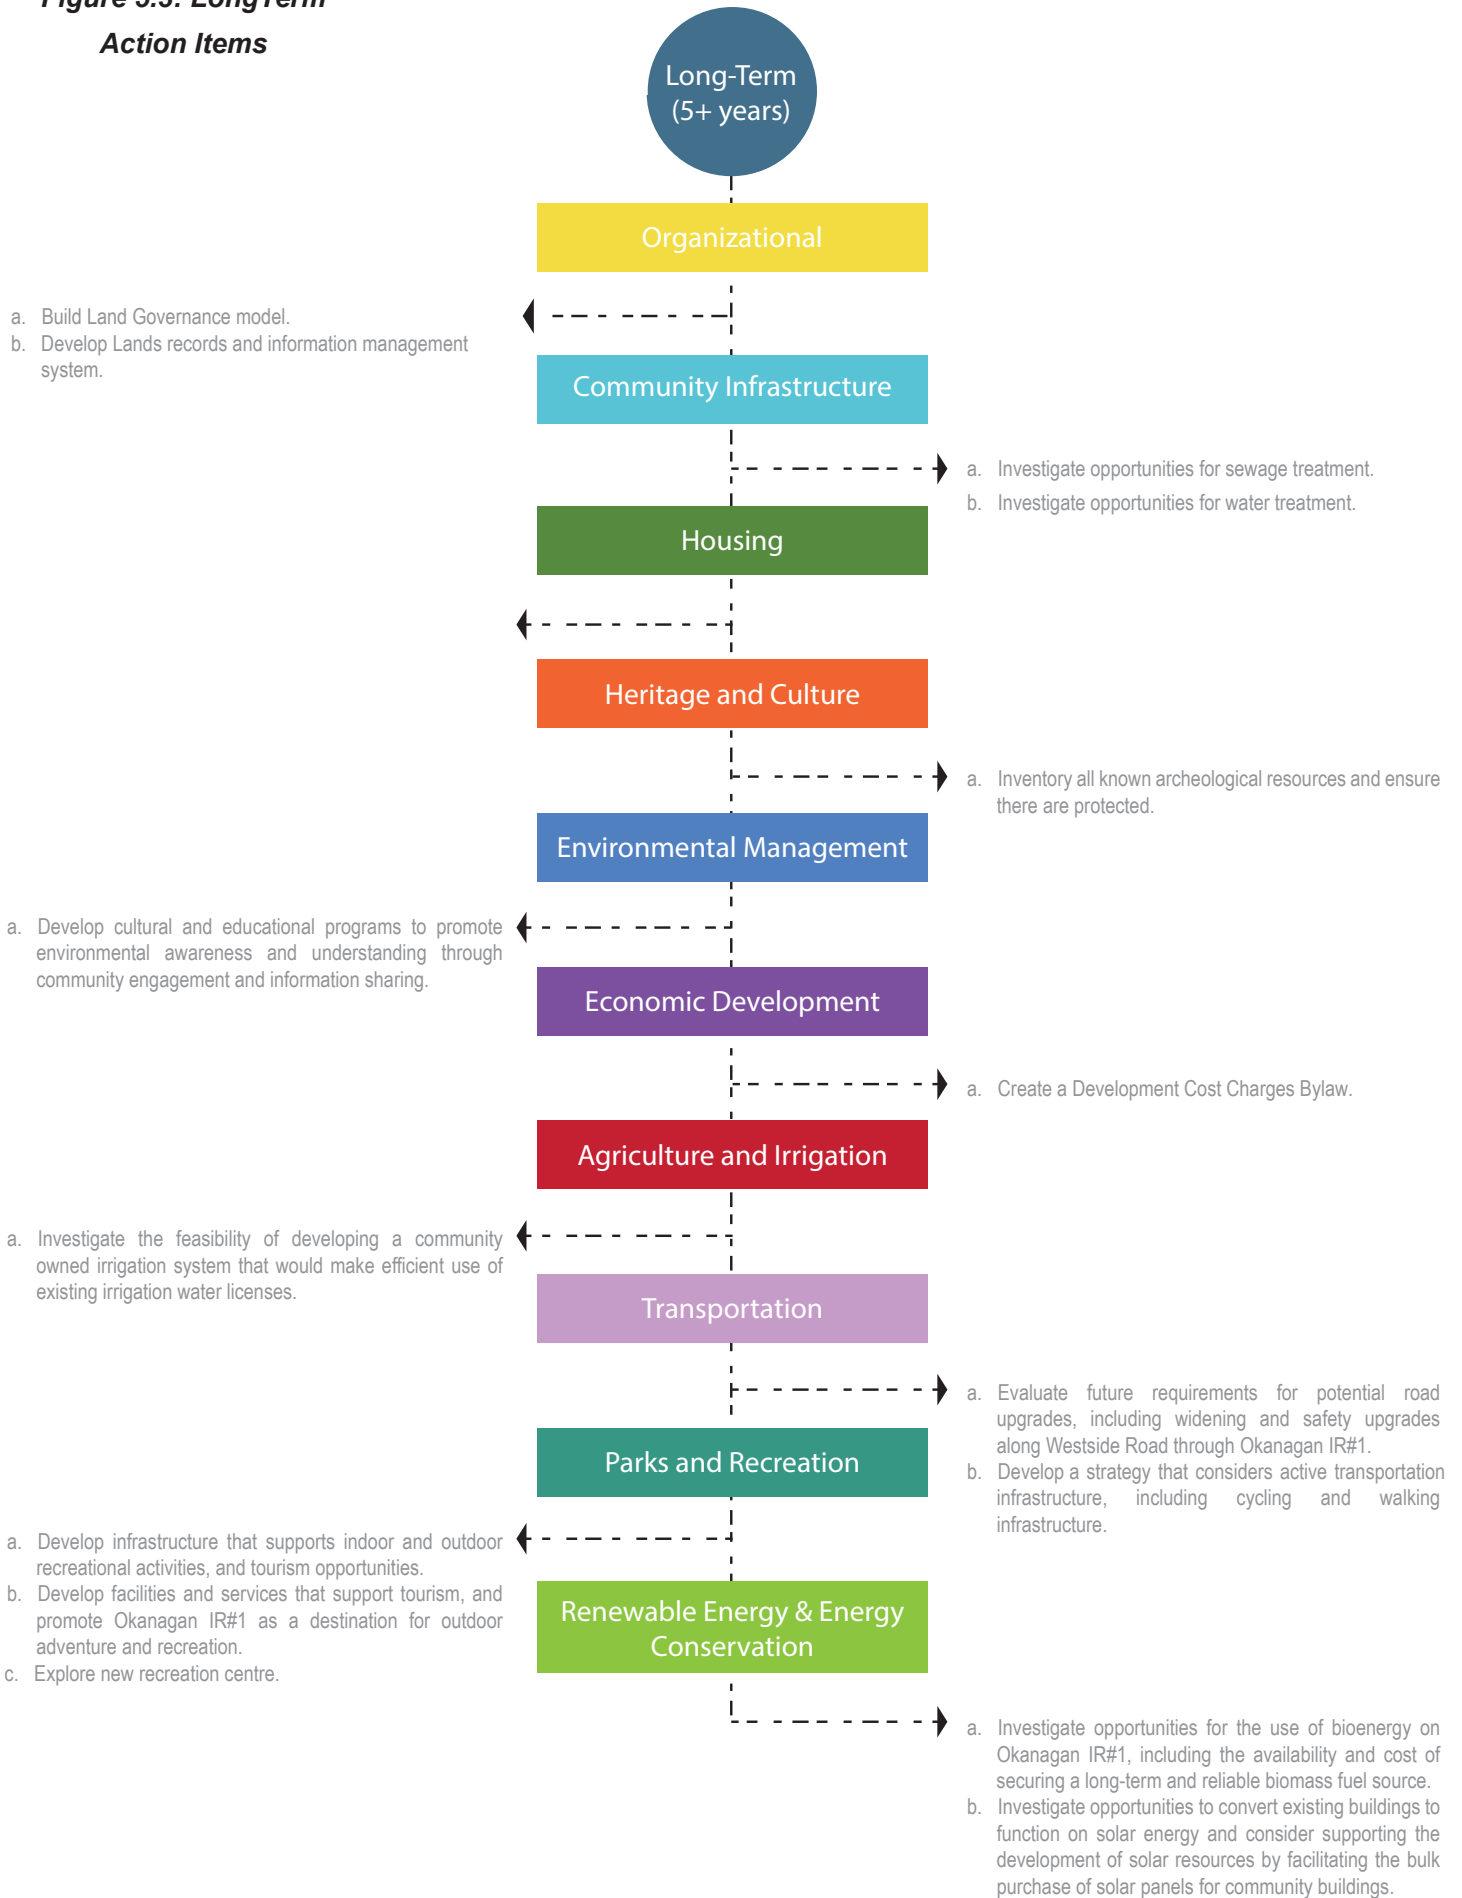 Figure 5.3: LongTerm
Action Items
Long-Term
(5+ years)
Organizational
a. Build Land Governance model.
b. Develop Lands records and information management
system.
Community Infrastructure
a. Investigate opportunities for sewage treatment.
b. Investigate opportunities for water treatment.
Housing
Heritage and Culture
a. Inventory all known archeological resources and ensure
there are protected.
Environmental Management
a. Develop cultural and educational programs to promote
environmental awareness and understanding through
community engagement and information sharing.
Economic Development
a. Create a Development Cost Charges Bylaw.
Agriculture and Irrigation
a. Investigate the feasibility of developing a community
owned irrigation system that would make efficient use of
existing irrigation water licenses.
Transportation
a. Evaluate future requirements for potential road
upgrades, including widening and safety upgrades
along Westside Road through Okanagan IR#1.
b. Develop a strategy that considers active transportation
infrastructure, including cycling and walking
infrastructure.
Parks and Recreation
a. Develop infrastructure that supports indoor and outdoor
recreational activities, and tourism opportunities.
b. Develop facilities and services that support tourism, and
promote Okanagan IR#1 as a destination for outdoor
adventure and recreation.
c. Explore new recreation centre.
Renewable Energy & Energy
Conservation
a. Investigate opportunities for the use of bioenergy on
Okanagan IR#1, including the availability and cost of
securing a long-term and reliable biomass fuel source.
b. Investigate opportunities to convert existing buildings to
function on solar energy and consider supporting the
development of solar resources by facilitating the bulk
purchase of solar panels for community buildings.